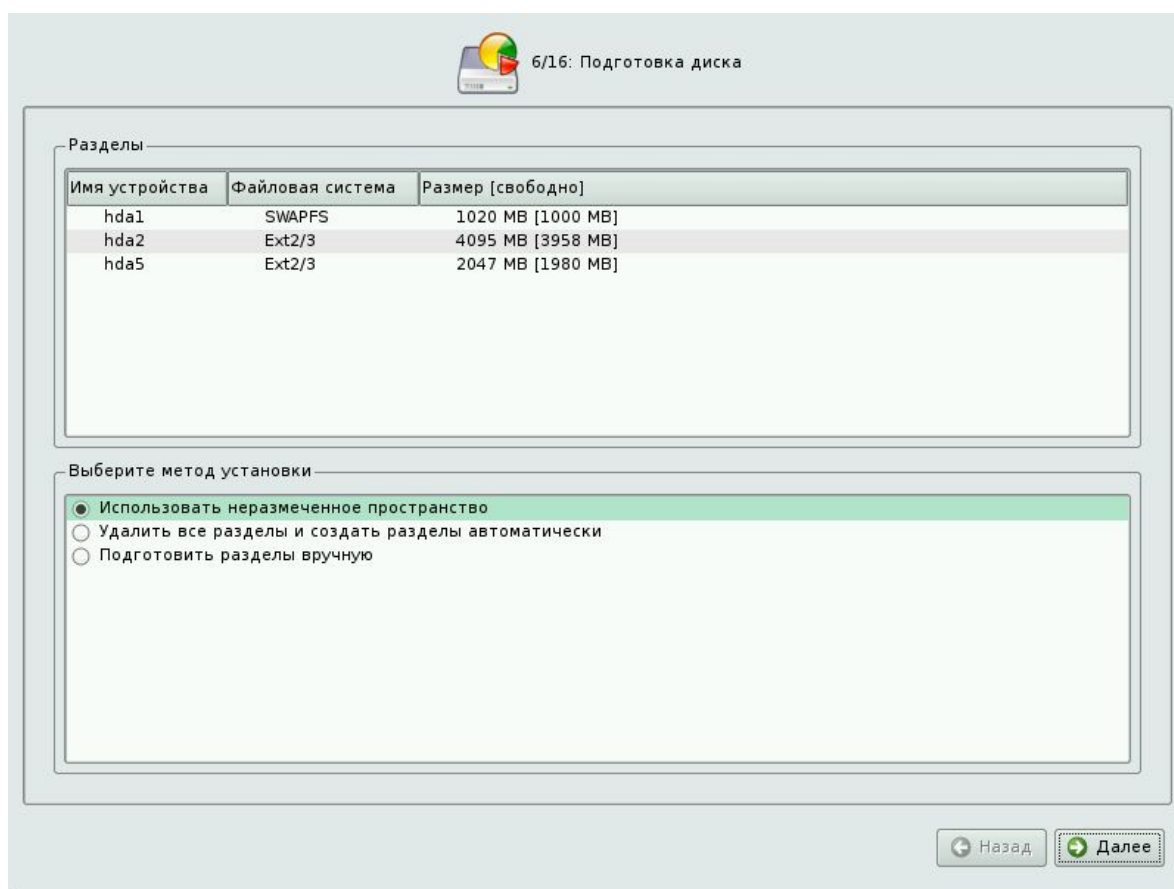 6/16: Подготовка диска
Разделы
Имя устройства Файловая система Размер [свободно]
hda1 SWAPFS 1020 MB [1000 MB]
hda2 Ext2/3 4095 MB [3958 MB]
hda5 Ext2/3 2047 MB [1980 MB]
Выберите метод установки
Использовать неразмеченное пространство
Удалить все разделы и создать разделы автоматически
Подготовить разделы вручную
Назад Далее